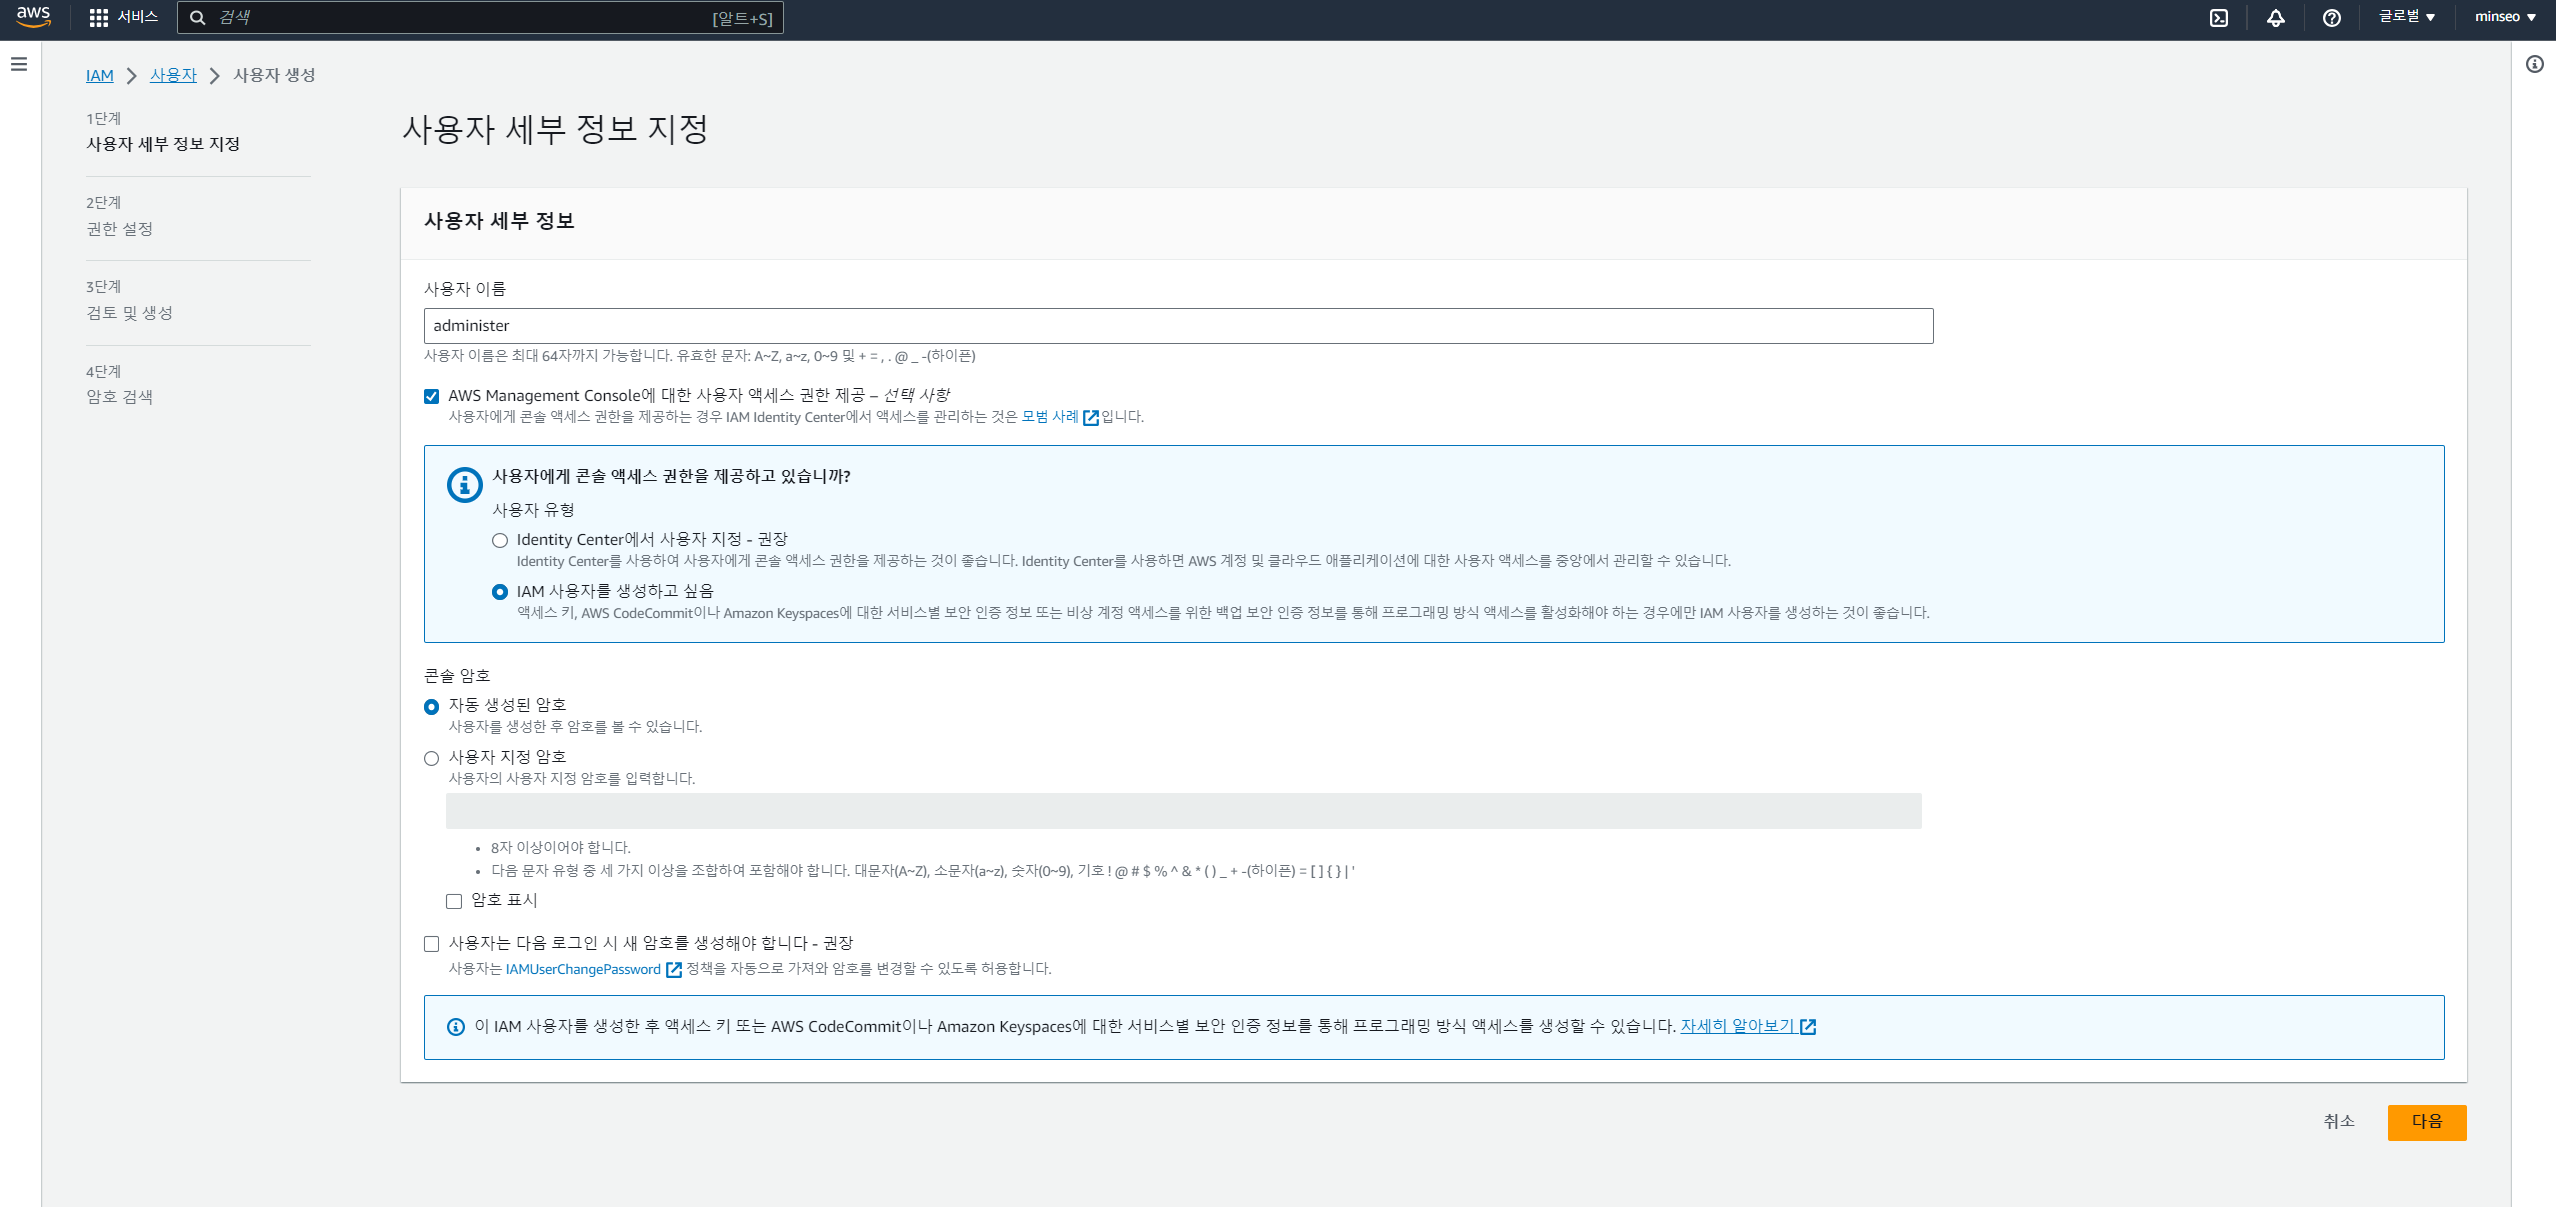 aws 서비스 검색 [알트+S] 글로벌 minseo
IAM 사용자 사용자 생성
1단계
사용자 세부 정보 지정
2단계
권한 설정
3단계
검토 및 생성
4단계
암호 검색
사용자 세부 정보 지정
사용자 세부 정보
사용자 이름
administer
사용자 이름은 최대 64자까지 가능합니다. 유효한 문자: A~Z, a~z, 0~9 및 + = , . @ _ -(하이픈)
AWS Management Console에 대한 사용자 액세스 권한 제공 – 선택 사항
사용자에게 콘솔 액세스 권한을 제공하는 경우 IAM Identity Center에서 액세스를 관리하는 것은 모범 사례 입니다.
사용자에게 콘솔 액세스 권한을 제공하고 있습니까?
사용자 유형
Identity Center에서 사용자 지정 - 권장
Identity Center를 사용하여 사용자에게 콘솔 액세스 권한을 제공하는 것이 좋습니다. Identity Center를 사용하면 AWS 계정 및 클라우드 애플리케이션에 대한 사용자 액세스를 중앙에서 관리할 수 있습니다.
IAM 사용자를 생성하고 싶음
액세스 키, AWS CodeCommit이나 Amazon Keyspaces에 대한 서비스별 보안 인증 정보 또는 비상 계정 액세스를 위한 백업 보안 인증 정보를 통해 프로그래밍 방식 액세스를 활성화해야 하는 경우에만 IAM 사용자를 생성하는 것이 좋습니다.
콘솔 암호
자동 생성된 암호
사용자를 생성한 후 암호를 볼 수 있습니다.
사용자 지정 암호
사용자의 사용자 지정 암호를 입력합니다.
• 8자 이상이어야 합니다.
• 다음 문자 유형 중 세 가지 이상을 조합하여 포함해야 합니다. 대문자(A~Z), 소문자(a~z), 숫자(0~9), 기호 ! @ # $ % ^ & * ( ) _ + -(하이픈) = [ ] { } | '
암호 표시
사용자는 다음 로그인 시 새 암호를 생성해야 합니다 - 권장
사용자는 IAMUserChangePassword 정책을 자동으로 가져와 암호를 변경할 수 있도록 허용합니다.
이 IAM 사용자를 생성한 후 액세스 키 또는 AWS CodeCommit이나 Amazon Keyspaces에 대한 서비스별 보안 인증 정보를 통해 프로그래밍 방식 액세스를 생성할 수 있습니다. 자세히 알아보기
취소 다음